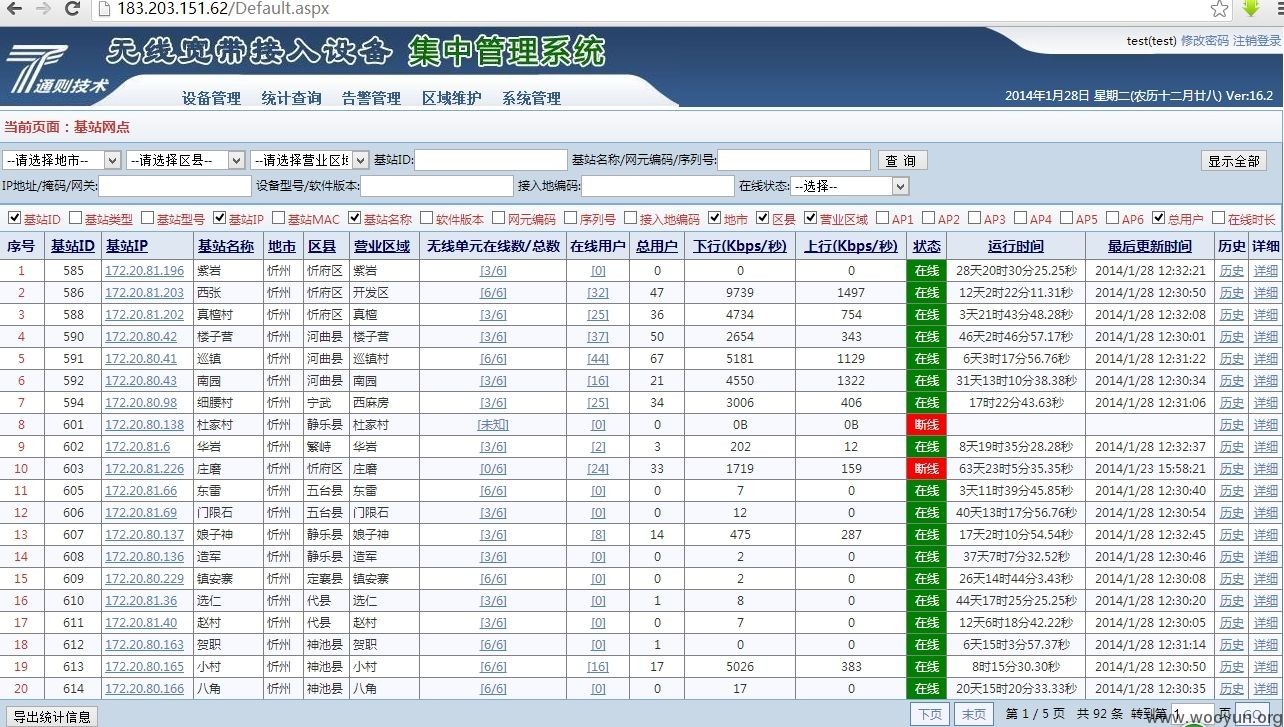 183.203.151.62/Default.aspx
通则技术
无线宽带接入设备 集中管理系统
test(test) 修改密码 注销登录
设备管理 统计查询 告警管理 区域维护 系统管理
2014年1月28日 星期二(农历十二月廿八) Ver:16.2
当前页面：基站网点
--请选择地市-- --请选择区县-- --请选择营业区域 基站ID: 基站名称/网元编码/序列号: 查 询 显示全部
IP地址/掩码/网关: 设备型号/软件版本: 接入地编码: 在线状态: --选择--
基站ID 基站类型 基站型号 基站IP 基站MAC 基站名称 软件版本 网元编码 序列号 接入地编码 地市 区县 营业区域 AP1 AP2 AP3 AP4 AP5 AP6 总用户 在线时长
序号 基站ID 基站IP 基站名称 地市 区县 营业区域 无线单元在线数/总数 在线用户 总用户 下行(Kbps/秒) 上行(Kbps/秒) 状态 运行时间 最后更新时间 历史 详细
1 585 172.20.81.196 紫岩 忻州 忻府区 紫岩 [3/6] [0] 0 0 0 在线 28天20时30分25.25秒 2014/1/28 12:32:21 历史 详细
2 586 172.20.81.203 西张 忻州 忻府区 开发区 [6/6] [32] 47 9739 1497 在线 12天2时22分11.31秒 2014/1/28 12:30:50 历史 详细
3 588 172.20.81.202 真檀村 忻州 忻府区 真檀 [3/6] [25] 36 4734 754 在线 3天21时43分48.28秒 2014/1/28 12:32:08 历史 详细
4 590 172.20.80.42 楼子营 忻州 河曲县 楼子营 [3/6] [37] 50 2654 343 在线 46天2时46分57.17秒 2014/1/28 12:30:01 历史 详细
5 591 172.20.80.41 巡镇 忻州 河曲县 巡镇村 [6/6] [44] 67 5181 1129 在线 6天3时17分56.76秒 2014/1/28 12:31:22 历史 详细
6 592 172.20.80.43 南园 忻州 河曲县 南园 [3/6] [16] 21 4550 1322 在线 31天13时10分38.38秒 2014/1/28 12:30:34 历史 详细
7 594 172.20.80.98 细腰村 忻州 宁武 西麻房 [3/6] [25] 34 3006 406 在线 17时22分43.63秒 2014/1/28 12:31:06 历史 详细
8 601 172.20.80.138 杜家村 忻州 静乐县 杜家村 [未知] [0] 0 0B 0B 断线 历史 详细
9 602 172.20.81.6 华岩 忻州 繁峙 华岩 [3/6] [2] 3 202 12 在线 8天19时35分28.28秒 2014/1/28 12:32:37 历史 详细
10 603 172.20.81.226 庄磨 忻州 忻府区 庄磨 [0/6] [24] 33 1719 159 断线 63天23时5分35.35秒 2014/1/23 15:58:21 历史 详细
11 605 172.20.81.66 东雷 忻州 五台县 东雷 [6/6] [0] 0 7 0 在线 3天11时39分45.85秒 2014/1/28 12:30:40 历史 详细
12 606 172.20.81.69 门限石 忻州 五台县 门限石 [3/6] [0] 0 12 0 在线 40天13时17分56.76秒 2014/1/28 12:30:54 历史 详细
13 607 172.20.80.137 娘子神 忻州 静乐县 娘子神 [3/6] [8] 14 475 287 在线 17天2时10分54.54秒 2014/1/28 12:32:45 历史 详细
14 608 172.20.80.136 造军 忻州 静乐县 造军 [3/6] [0] 0 2 0 在线 37天7时7分32.52秒 2014/1/28 12:30:46 历史 详细
15 609 172.20.80.229 镇安寨 忻州 定襄县 镇安寨 [6/6] [0] 0 2 0 在线 26天14时44分3.43秒 2014/1/28 12:30:08 历史 详细
16 610 172.20.81.36 选仁 忻州 代县 选仁 [3/6] [0] 1 8 0 在线 44天17时25分25.25秒 2014/1/28 12:30:20 历史 详细
17 611 172.20.81.40 赵村 忻州 代县 赵村 [3/6] [0] 0 7 0 在线 12天6时18分42.22秒 2014/1/28 12:30:05 历史 详细
18 612 172.20.80.163 贺职 忻州 神池县 贺职 [6/6] [0] 1 0 0 在线 6天15时3分57.37秒 2014/1/28 12:31:14 历史 详细
19 613 172.20.80.165 小村 忻州 神池县 小村 [6/6] [16] 17 5026 383 在线 8时15分30.30秒 2014/1/28 12:30:50 历史 详细
20 614 172.20.80.166 八角 忻州 神池县 八角 [6/6] [0] 0 17 0 在线 20天15时20分33.33秒 2014/1/28 12:30:35 历史 详细
导出统计信息 下页 末页 第 1 / 5 页 共 92 条 转到第 1 页 GO
www.wooyun.org